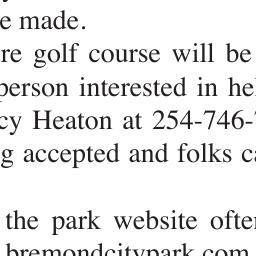 e made.
re golf course will be
person interested in he
cy Heaton at 254-746-
g accepted and folks c
the park website ofte
bremondcitypark.com